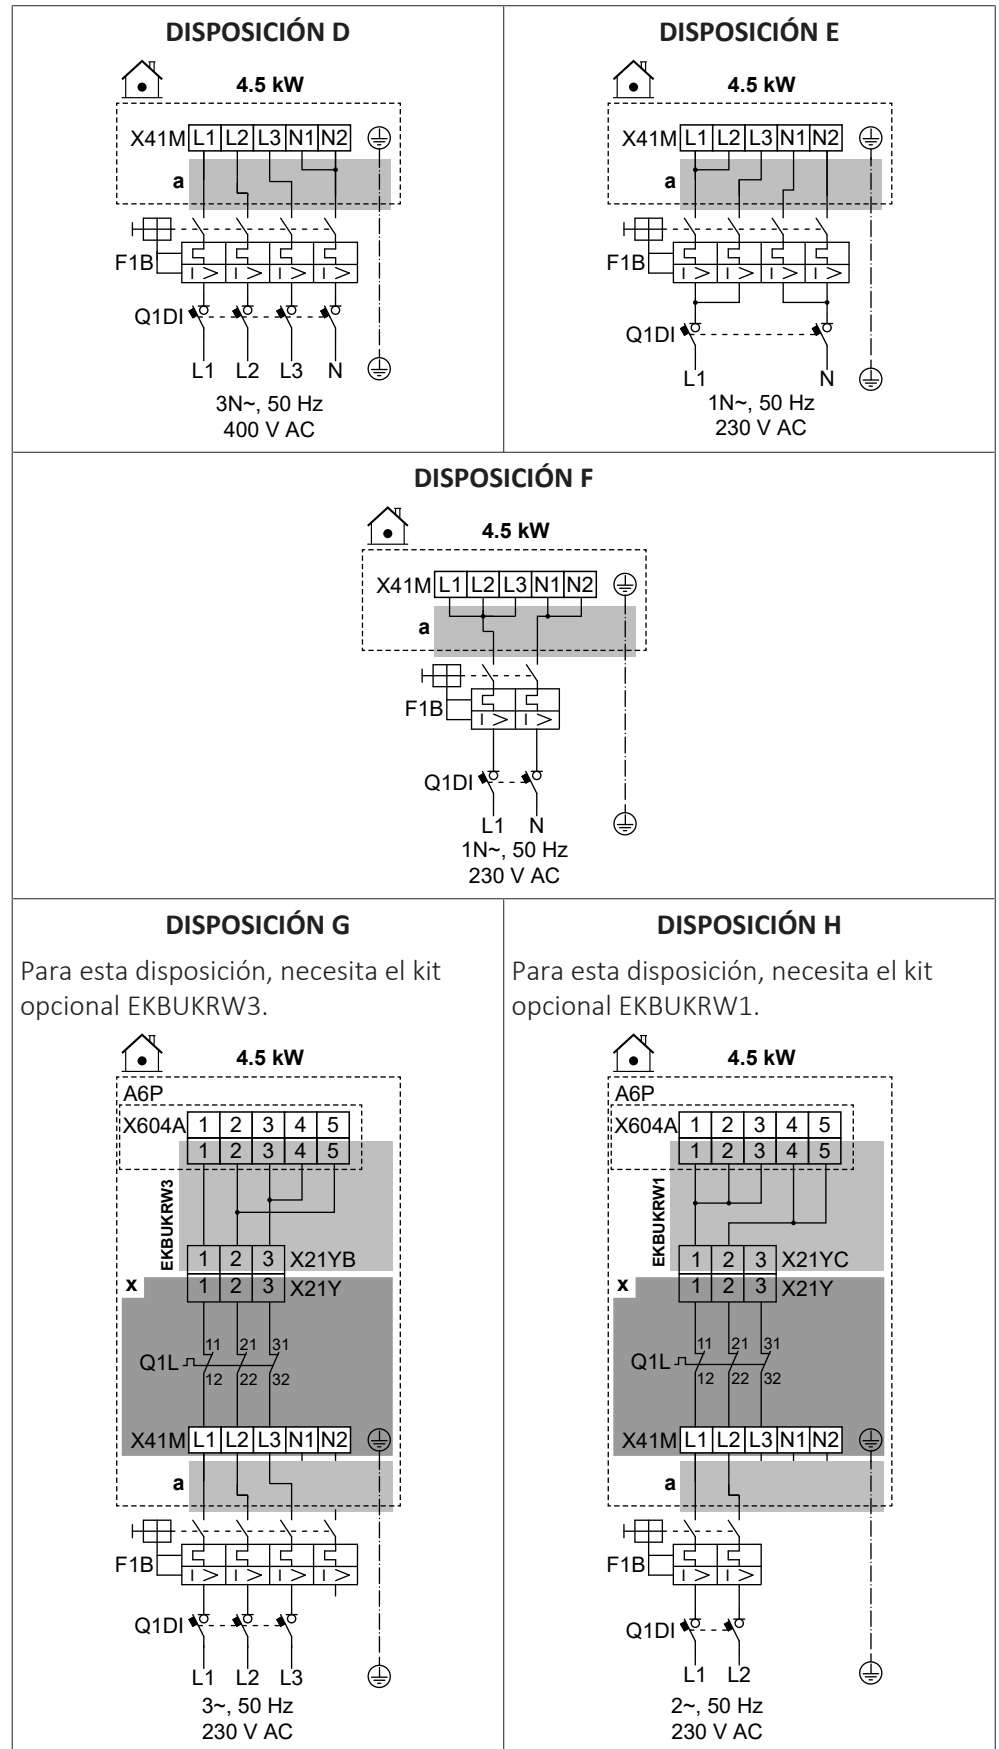 DISPOSICIÓN D
4.5 kW
X41M L1 L2 L3 N1 N2
a
F1B
I > I > I > I >
Q1DI
L1 L2 L3 N
3N~, 50 Hz
400 V AC
DISPOSICIÓN E
4.5 kW
X41M L1 L2 L3 N1 N2
a
F1B
I > I > I > I >
Q1DI
L1 N
1N~, 50 Hz
230 V AC
DISPOSICIÓN F
4.5 kW
X41M L1 L2 L3 N1 N2
a
F1B
I > I >
Q1DI
L1 N
1N~, 50 Hz
230 V AC
DISPOSICIÓN G
Para esta disposición, necesita el kit
opcional EKBUKRW3.
4.5 kW
A6P
X604A 1 2 3 4 5
1 2 3 4 5
EKBUKRW3
1 2 3 X21YB
x 1 2 3 X21Y
11 21 31
Q1L
12 22 32
X41M L1 L2 L3 N1 N2
a
F1B
I > I > I > I >
Q1DI
L1 L2 L3
3~, 50 Hz
230 V AC
DISPOSICIÓN H
Para esta disposición, necesita el kit
opcional EKBUKRW1.
4.5 kW
A6P
X604A 1 2 3 4 5
1 2 3 4 5
EKBUKRW1
1 2 3 X21YC
x 1 2 3 X21Y
11 21 31
Q1L
12 22 32
X41M L1 L2 L3 N1 N2
a
F1B
I > I >
Q1DI
L1 L2
2~, 50 Hz
230 V AC